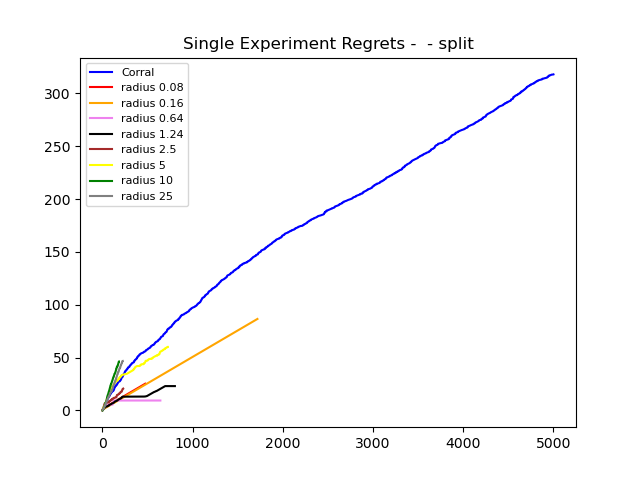 Single Experiment Regrets -  - split
Corral
radius 0.08
radius 0.16
radius 0.64
radius 1.24
radius 2.5
radius 5
radius 10
radius 25
300
250
200
150
100
50
0
0 1000 2000 3000 4000 5000